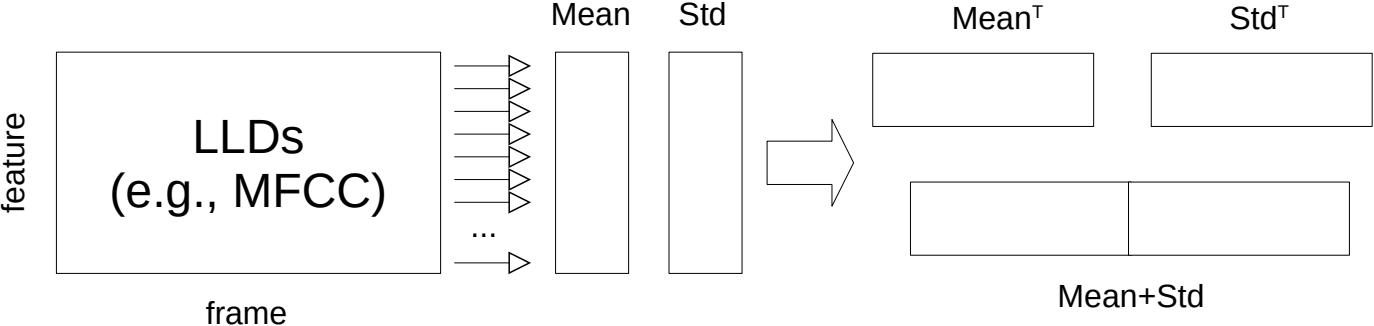 Mean Std
Meanᵀ Stdᵀ
feature
LLDs
(e.g., MFCC)
...
frame
Mean+Std